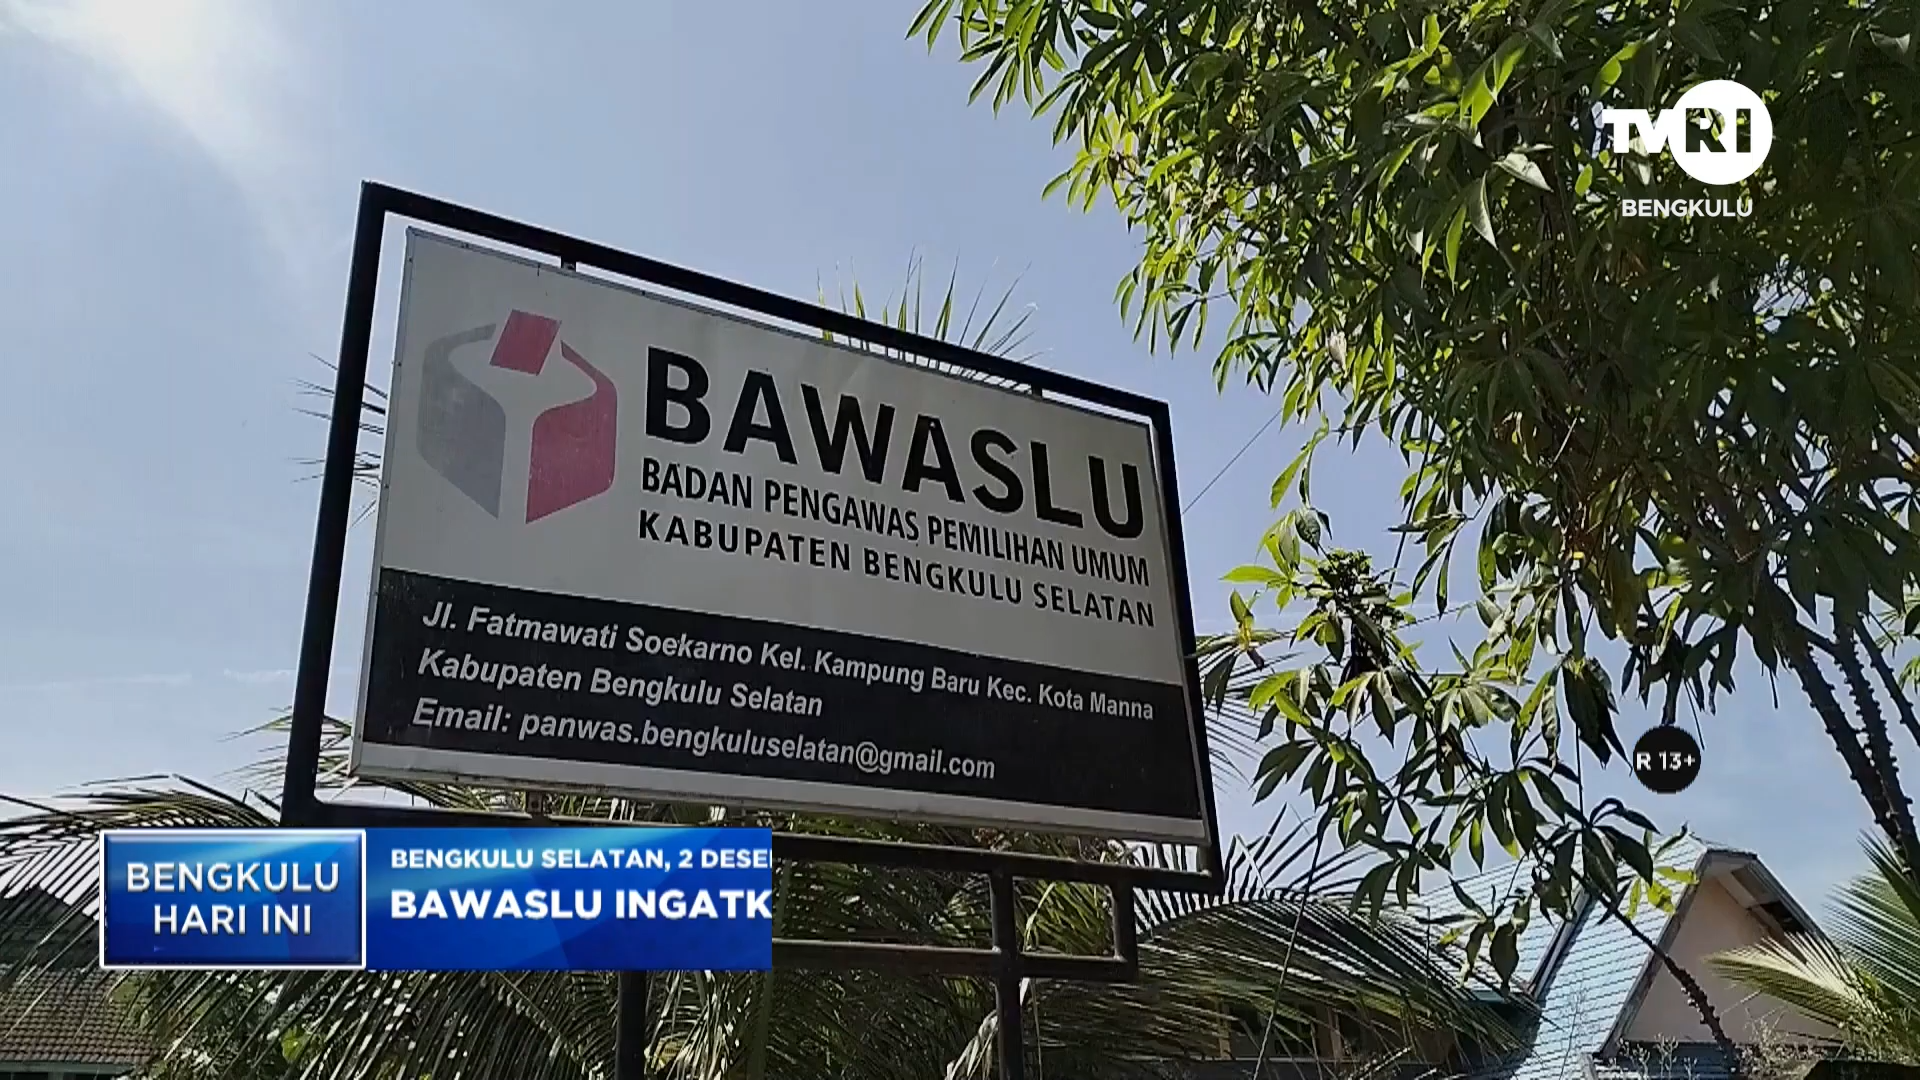 TVRI
BENGKULU
BAWASLU
BADAN PENGAWAS PEMILIHAN UMUM
KABUPATEN BENGKULU SELATAN
Jl. Fatmawati Soekarno Kel. Kampung Baru Kec. Kota Manna
Kabupaten Bengkulu Selatan
Email: panwas.bengkuluselatan@gmail.com
R 13+
BENGKULU
HARI INI
BENGKULU SELATAN, 2 DESE
BAWASLU INGATK